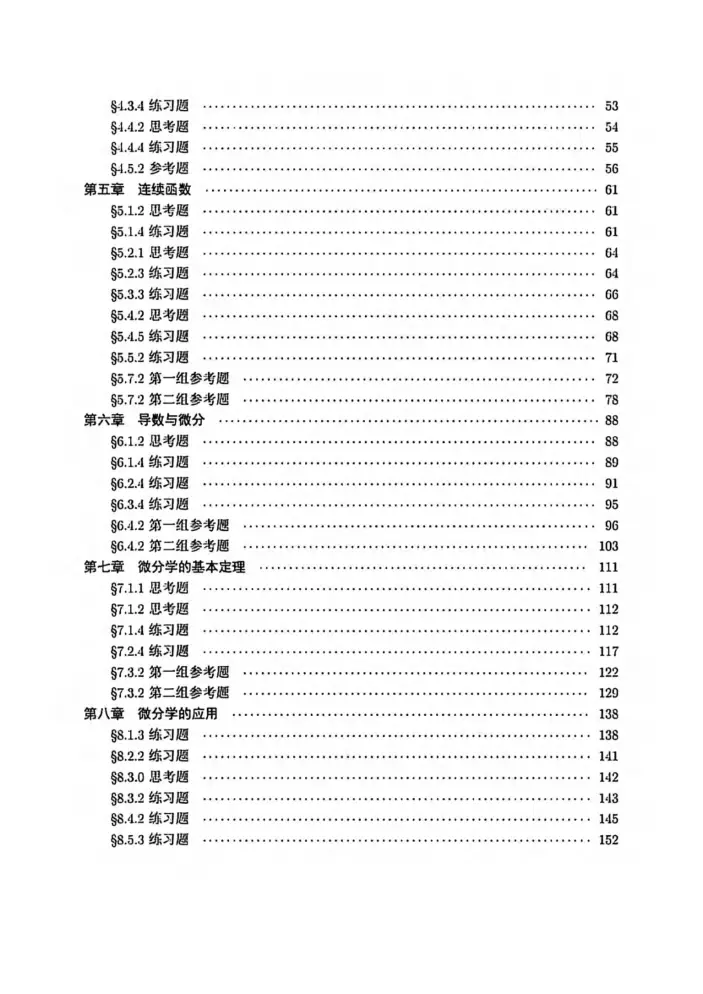 §4.3.4 练习题 ························ 53
§4.4.2 思考题 ························ 54
§4.4.4 练习题 ························ 55
§4.5.2 参考题 ························ 56
第五章 连续函数 ························ 61
§5.1.2 思考题 ························ 61
§5.1.4 练习题 ························ 61
§5.2.1 思考题 ························ 64
§5.2.3 练习题 ························ 64
§5.3.3 练习题 ························ 66
§5.4.2 思考题 ························ 68
§5.4.5 练习题 ························ 68
§5.5.2 练习题 ························ 71
§5.7.2 第一组参考题 ························ 72
§5.7.2 第二组参考题 ························ 78
第六章 导数与微分 ························ 88
§6.1.2 思考题 ························ 88
§6.1.4 练习题 ························ 89
§6.2.4 练习题 ························ 91
§6.3.4 练习题 ························ 95
§6.4.2 第一组参考题 ························ 96
§6.4.2 第二组参考题 ························ 103
第七章 微分学的基本定理 ························ 111
§7.1.1 思考题 ························ 111
§7.1.2 思考题 ························ 112
§7.1.4 练习题 ························ 112
§7.2.4 练习题 ························ 117
§7.3.2 第一组参考题 ························ 122
§7.3.2 第二组参考题 ························ 129
第八章 微分学的应用 ························ 138
§8.1.3 练习题 ························ 138
§8.2.2 练习题 ························ 141
§8.3.0 思考题 ························ 142
§8.3.2 练习题 ························ 143
§8.4.2 练习题 ························ 145
§8.5.3 练习题 ························ 152